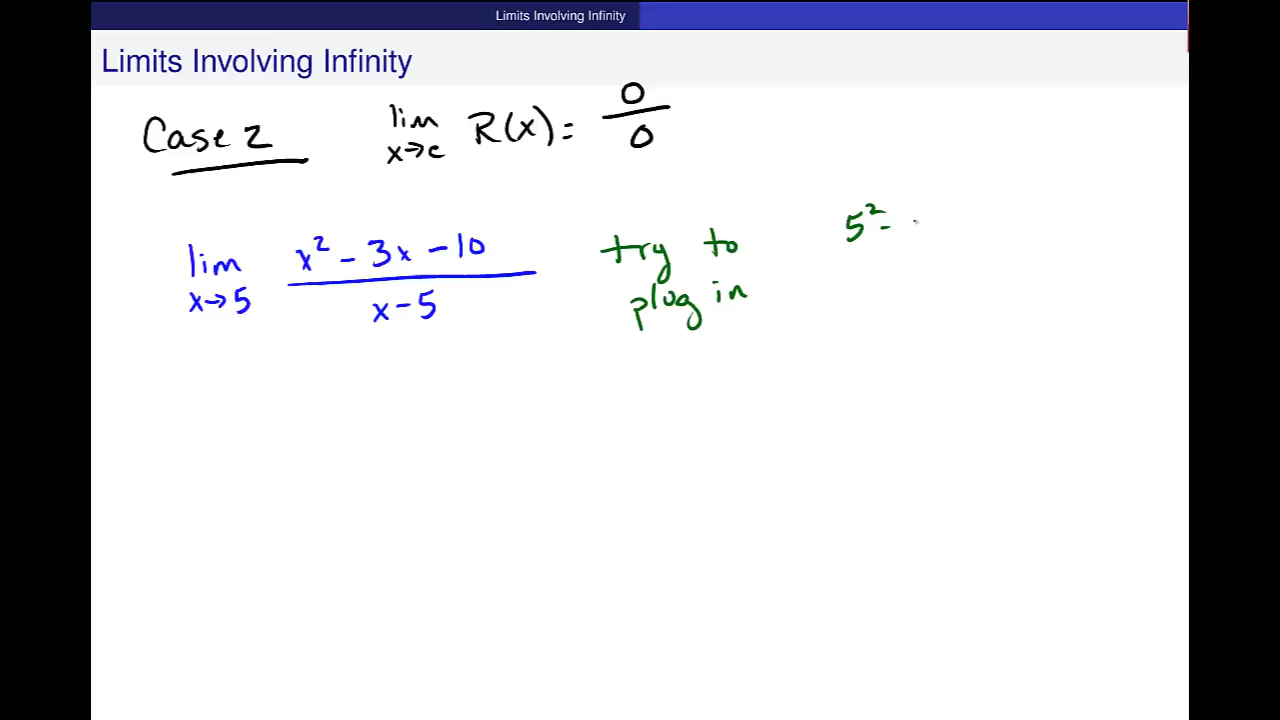 Limits Involving Infinity
Limits Involving Infinity
Case 2 lim x→c R(x) = 0/0
lim x→5 (x² - 3x - 10)/(x - 5)
try to
plug in
5² -